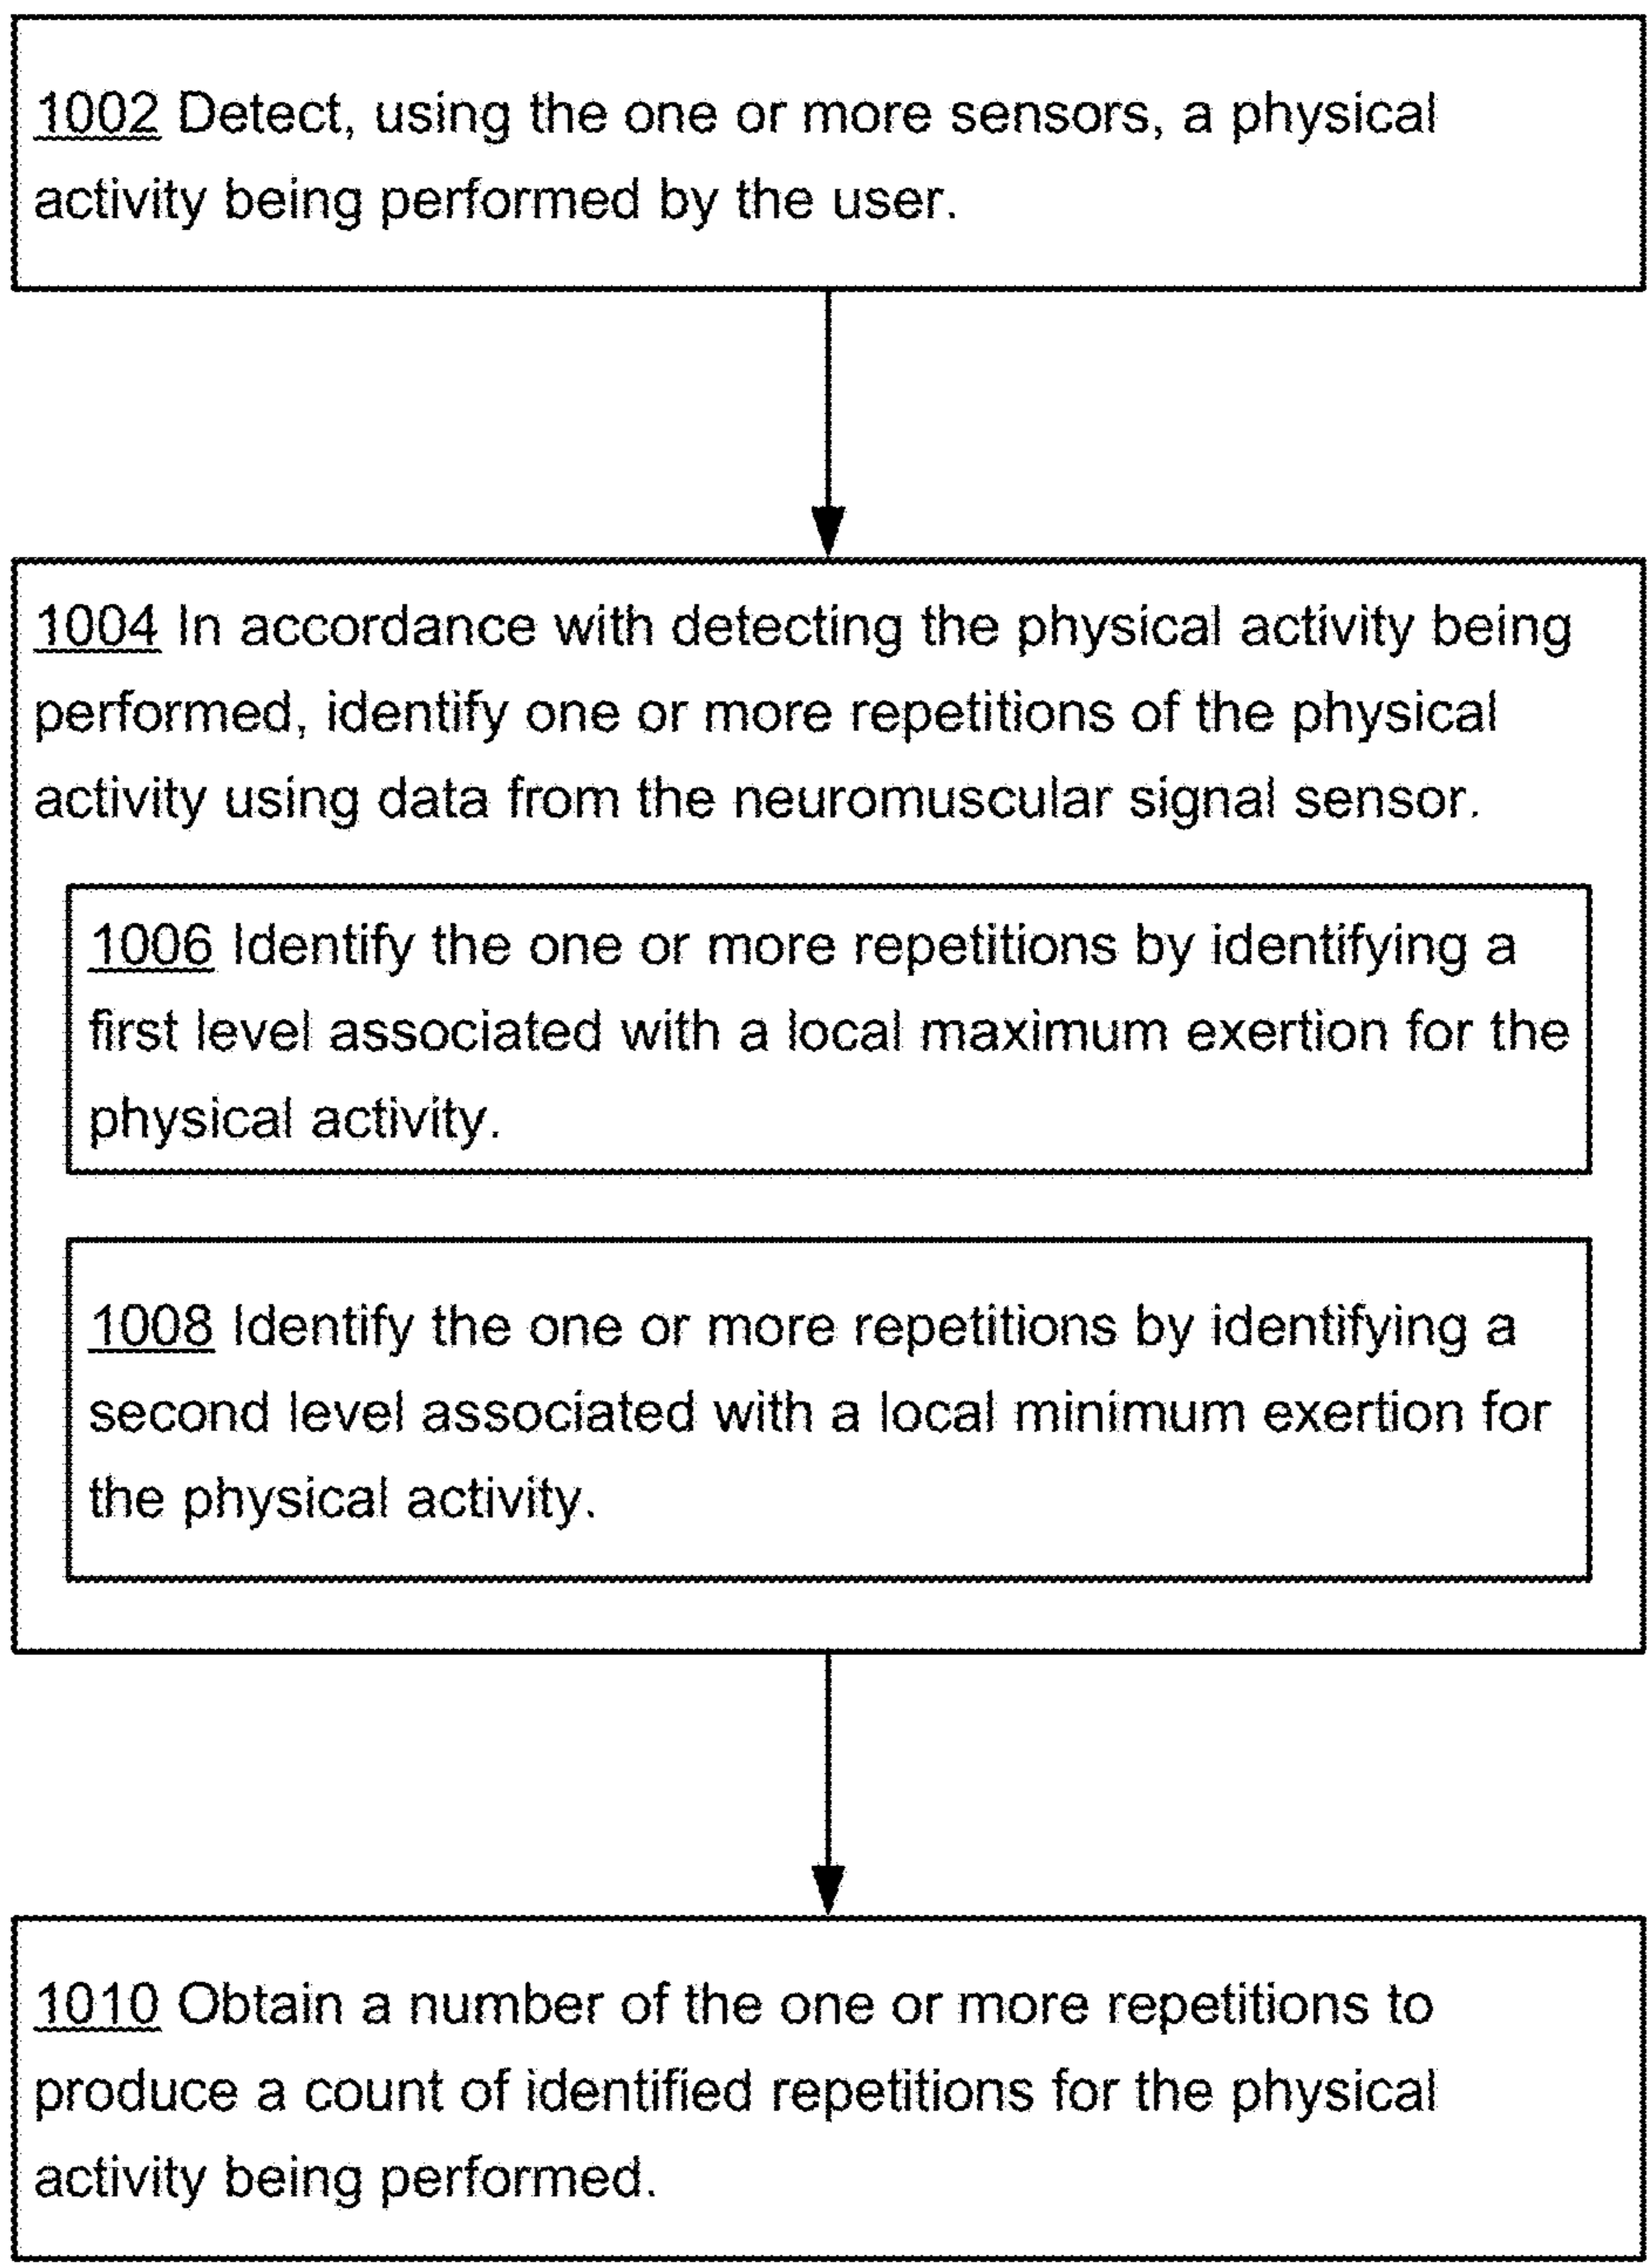 1002 Detect, using the one or more sensors, a physical
activity being performed by the user.
1004 In accordance with detecting the physical activity being
performed, identify one or more repetitions of the physical
activity using data from the neuromuscular signal sensor.
1006 Identify the one or more repetitions by identifying a
first level associated with a local maximum exertion for the
physical activity.
1008 Identify the one or more repetitions by identifying a
second level associated with a local minimum exertion for
the physical activity.
1010 Obtain a number of the one or more repetitions to
produce a count of identified repetitions for the physical
activity being performed.